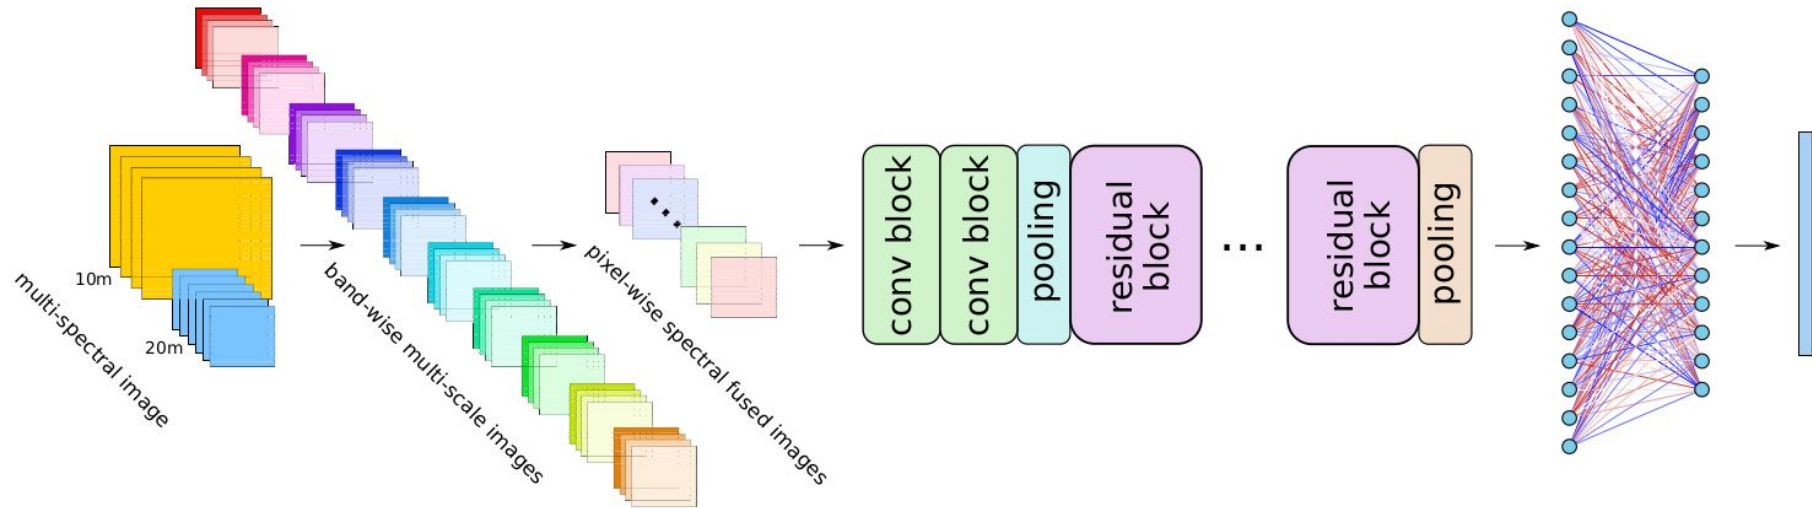 10m
20m
multi-spectral image
band-wise multi-scale images
pixel-wise spectral fused images
conv block
conv block
pooling
residual
block
...
residual
block
pooling